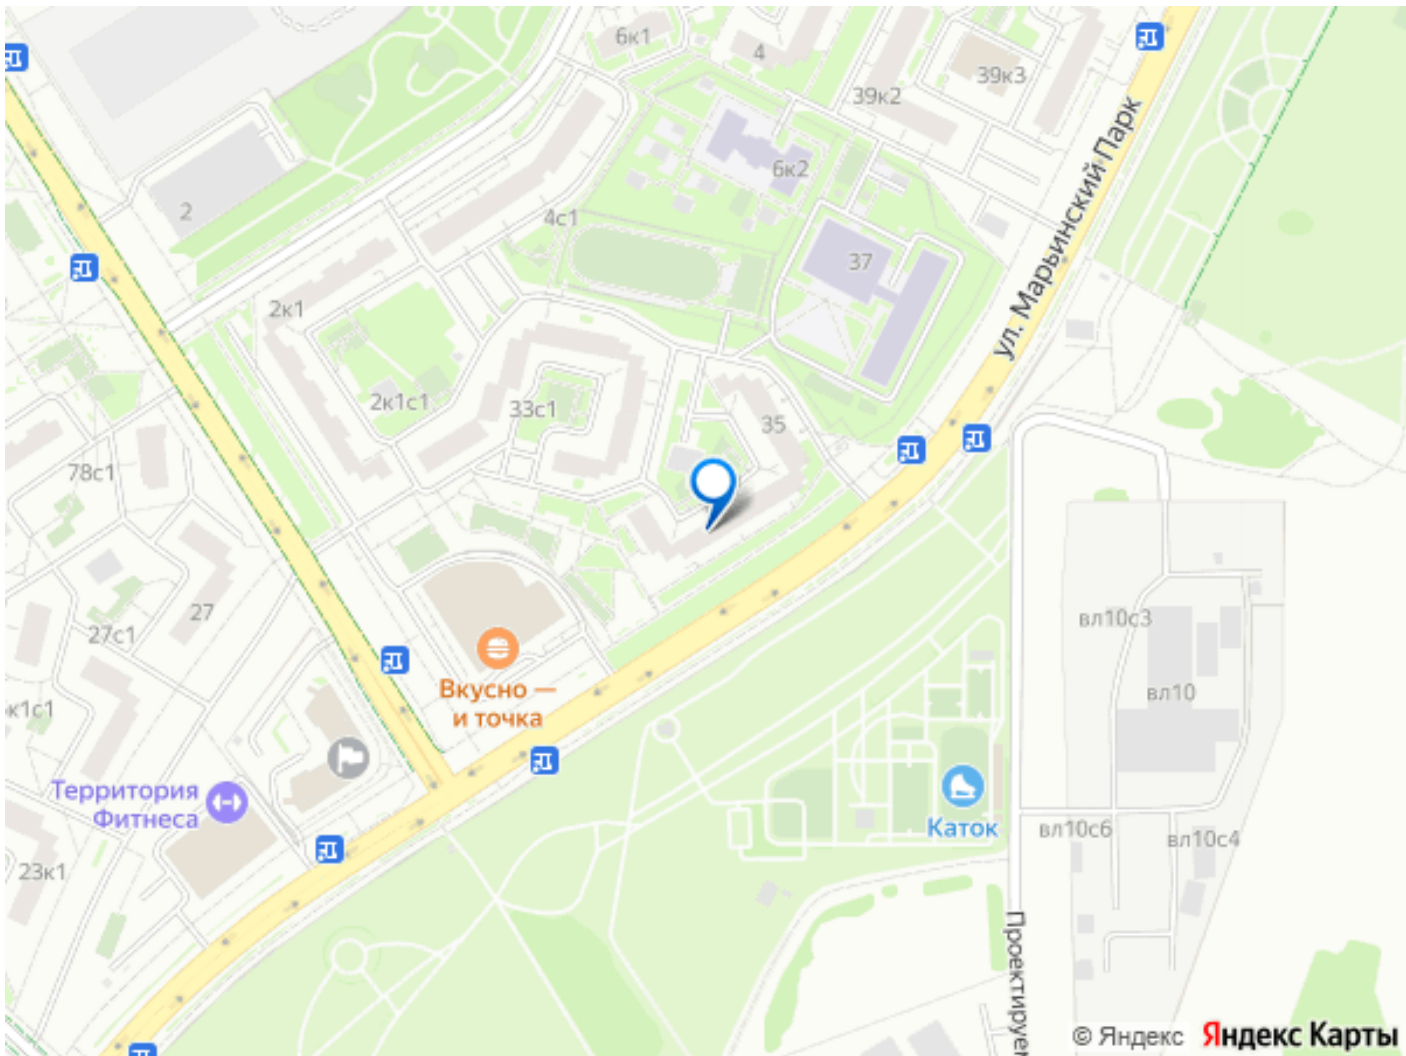 6к1
4
39к3
39к2
ул. Марьинский Парк
6к2
2
4с1
37
2к1
2к1с1
33с1
35
78с1
27
27с1
вл10с3
вл10
Вкусно —
и точка
к1с1
Территория
Фитнеса
Каток
вл10с6
вл10с4
23к1
Проектируем
© Яндекс Яндекс Карты